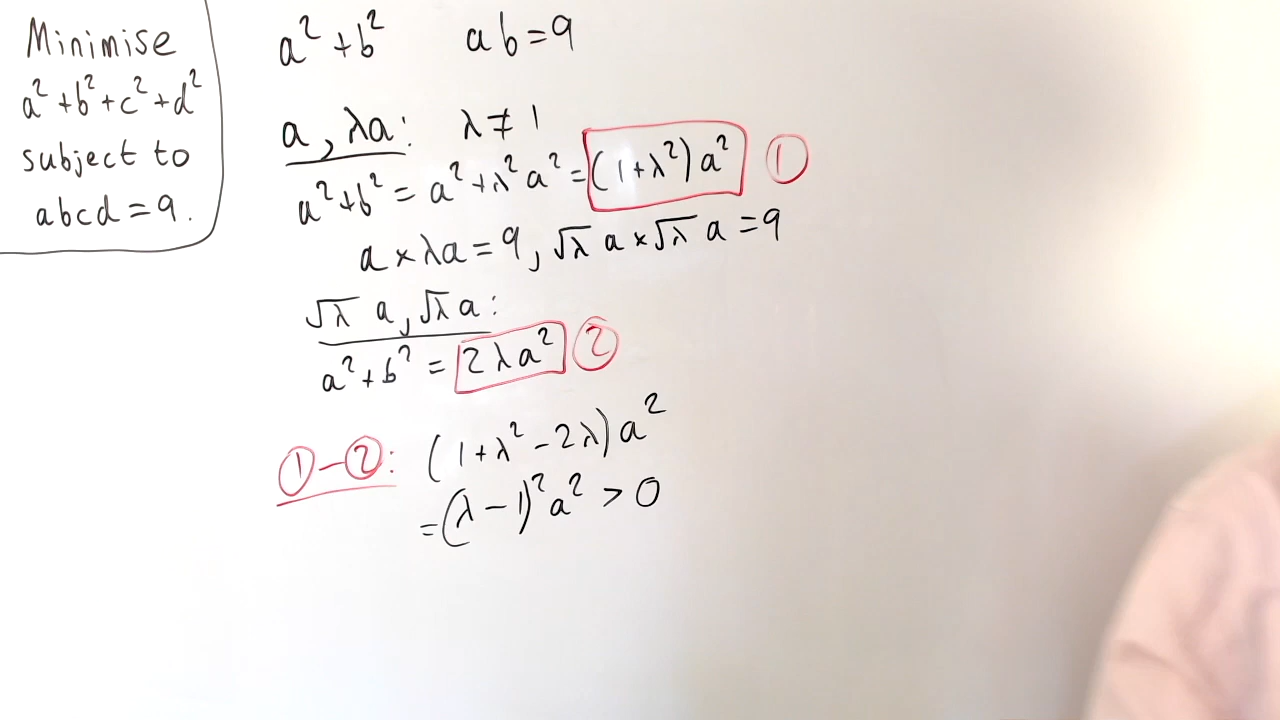 Minimise
a²+b²+c²+d²
subject to
abcd=9.
a²+b² ab=9
a, λa: λ≠1
a²+b²=a²+λ²a²=(1+λ²)a² ①
a×λa=9, √λ a×√λ a=9
√λ a, √λ a:
a²+b²=2λa² ②
①-②: (1+λ²-2λ)a²
=(λ-1)²a²>0